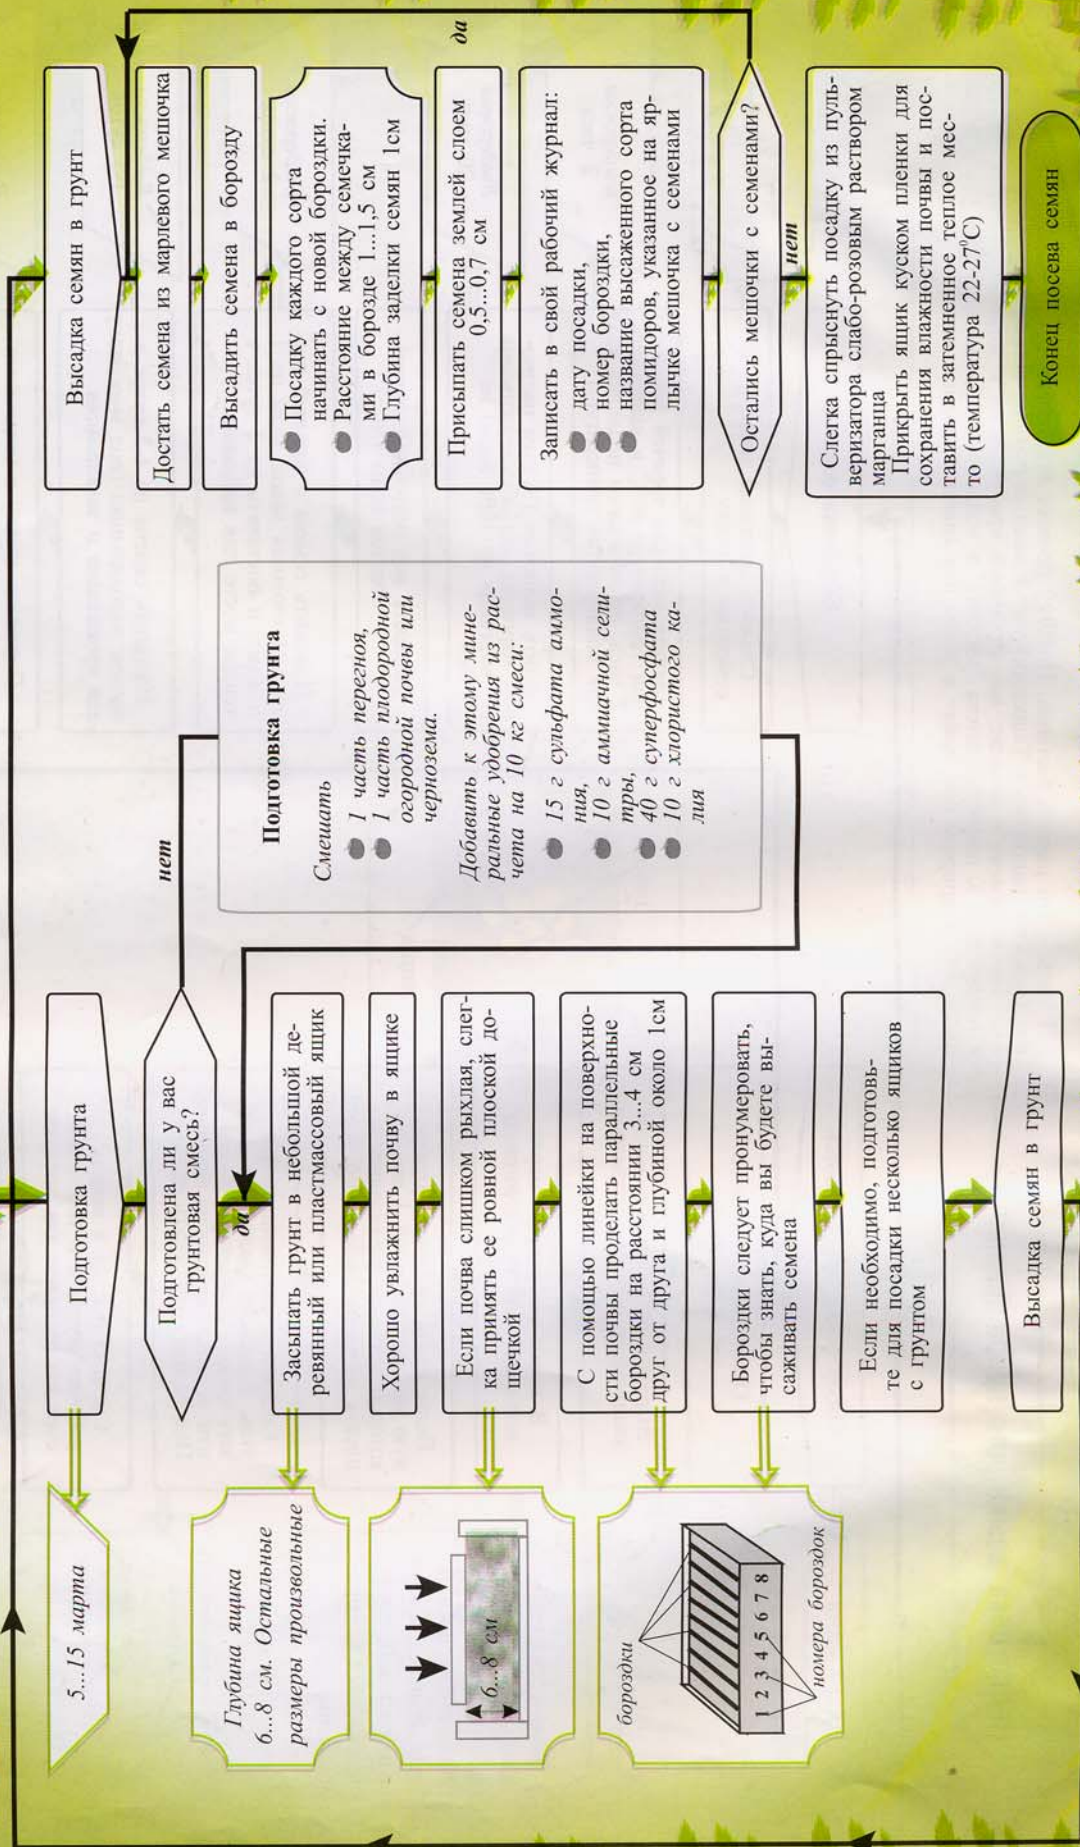 5...15 марта
Глубина ящика
6...8 см. Остальные
размеры произвольные
6...8 см
бороздки
1 2 3 4 5 6 7 8
номера бороздок
Подготовка грунта
Подготовлена ли у вас
грунтовая смесь?
нет
да
Засыпать грунт в небольшой де-
ревянный или пластмассовый ящик
Хорошо увлажнить почву в ящике
Если почва слишком рыхлая, слег-
ка примять ее ровной плоской до-
щечкой
С помощью линейки на поверхно-
сти почвы проделать параллельные
бороздки на расстоянии 3...4 см
друг от друга и глубиной около 1см
Бороздки следует пронумеровать,
чтобы знать, куда вы будете вы-
саживать семена
Если необходимо, подготовь-
те для посадки несколько ящиков
с грунтом
Высадка семян в грунт
Подготовка грунта
Смешать
1 часть перегноя,
1 часть плодородной
огородной почвы или
чернозема.
Добавить к этому мине-
ральные удобрения из рас-
чета на 10 кг смеси:
15 г сульфата аммо-
ния,
10 г аммиачной сели-
тры,
40 г суперфосфата
10 г хлористого ка-
лия
Высадка семян в грунт
Достать семена из марлевого мешочка
Высадить семена в борозду
Посадку каждого сорта
начинать с новой бороздки.
Расстояние между семечка-
ми в борозде 1...1,5 см
Глубина заделки семян 1см
Присыпать семена землей слоем
0,5...0,7 см
Записать в свой рабочий журнал:
дату посадки,
номер бороздки,
название высаженного сорта
помидоров, указанное на яр-
лычке мешочка с семенами
Остались мешочки с семенами?
да
нет
Слегка спрыснуть посадку из пуль-
веризатора слабо-розовым раствором
марганца
Прикрыть ящик куском пленки для
сохранения влажности почвы и пос-
тавить в затемненное теплое мес-
то (температура 22-27⁰С)
Конец посева семян